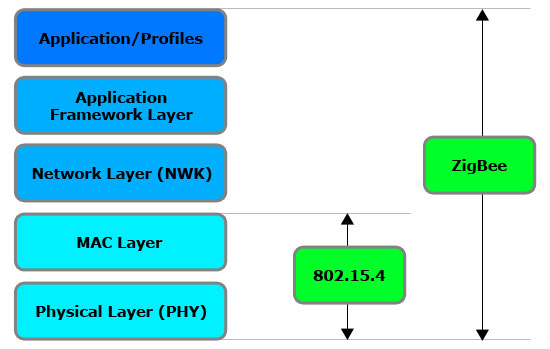 Application/Profiles
Application
Framework Layer
Network Layer (NWK)
ZigBee
MAC Layer
802.15.4
Physical Layer (PHY)